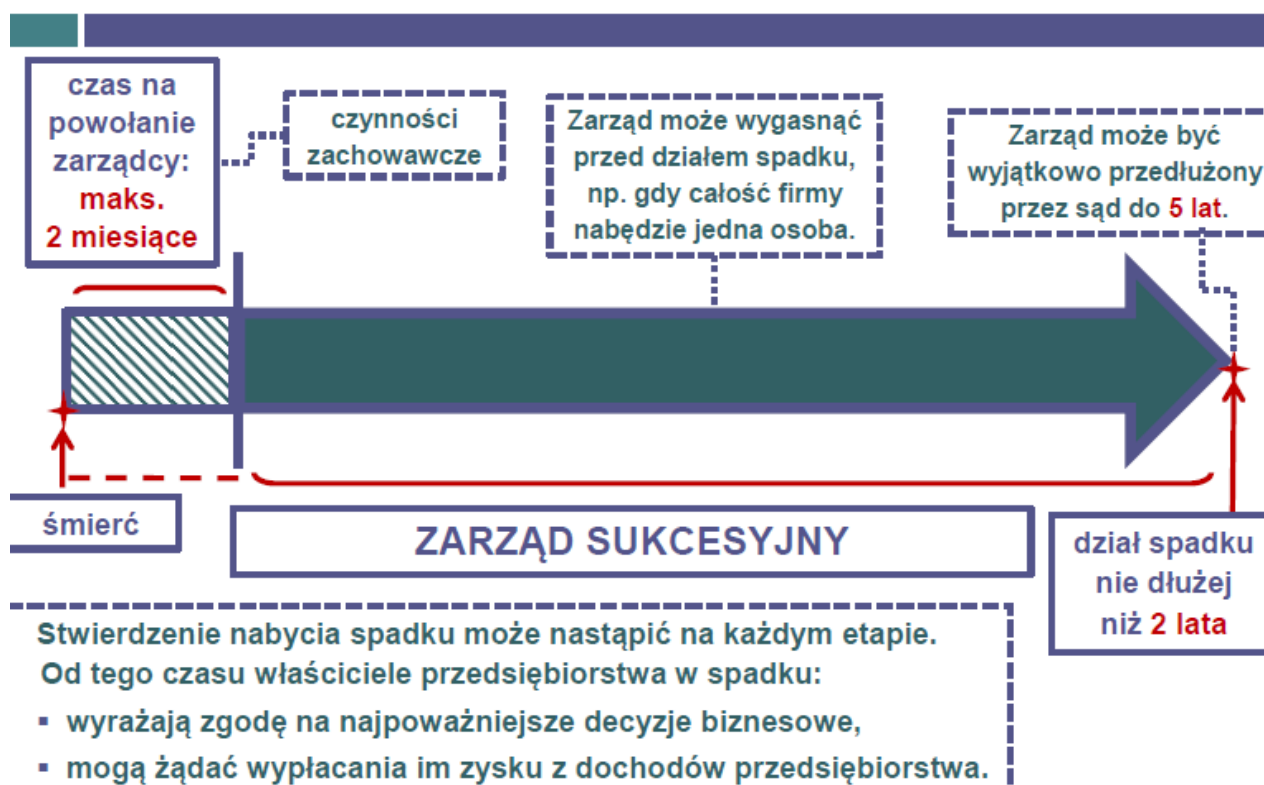 czas na
powołanie
zarządcy:
maks.
2 miesiące
czynności
zachowawcze
Zarząd może wygasnąć
przed działem spadku,
np. gdy całość firmy
nabędzie jedna osoba.
Zarząd może być
wyjątkowo przedłużony
przez sąd do 5 lat.
śmierć
ZARZĄD SUKCESYJNY
dział spadku
nie dłużej
niż 2 lata
Stwierdzenie nabycia spadku może nastąpić na każdym etapie.
Od tego czasu właściciele przedsiębiorstwa w spadku:
▪ wyrażają zgodę na najpoważniejsze decyzje biznesowe,
▪ mogą żądać wypłacania im zysku z dochodów przedsiębiorstwa.